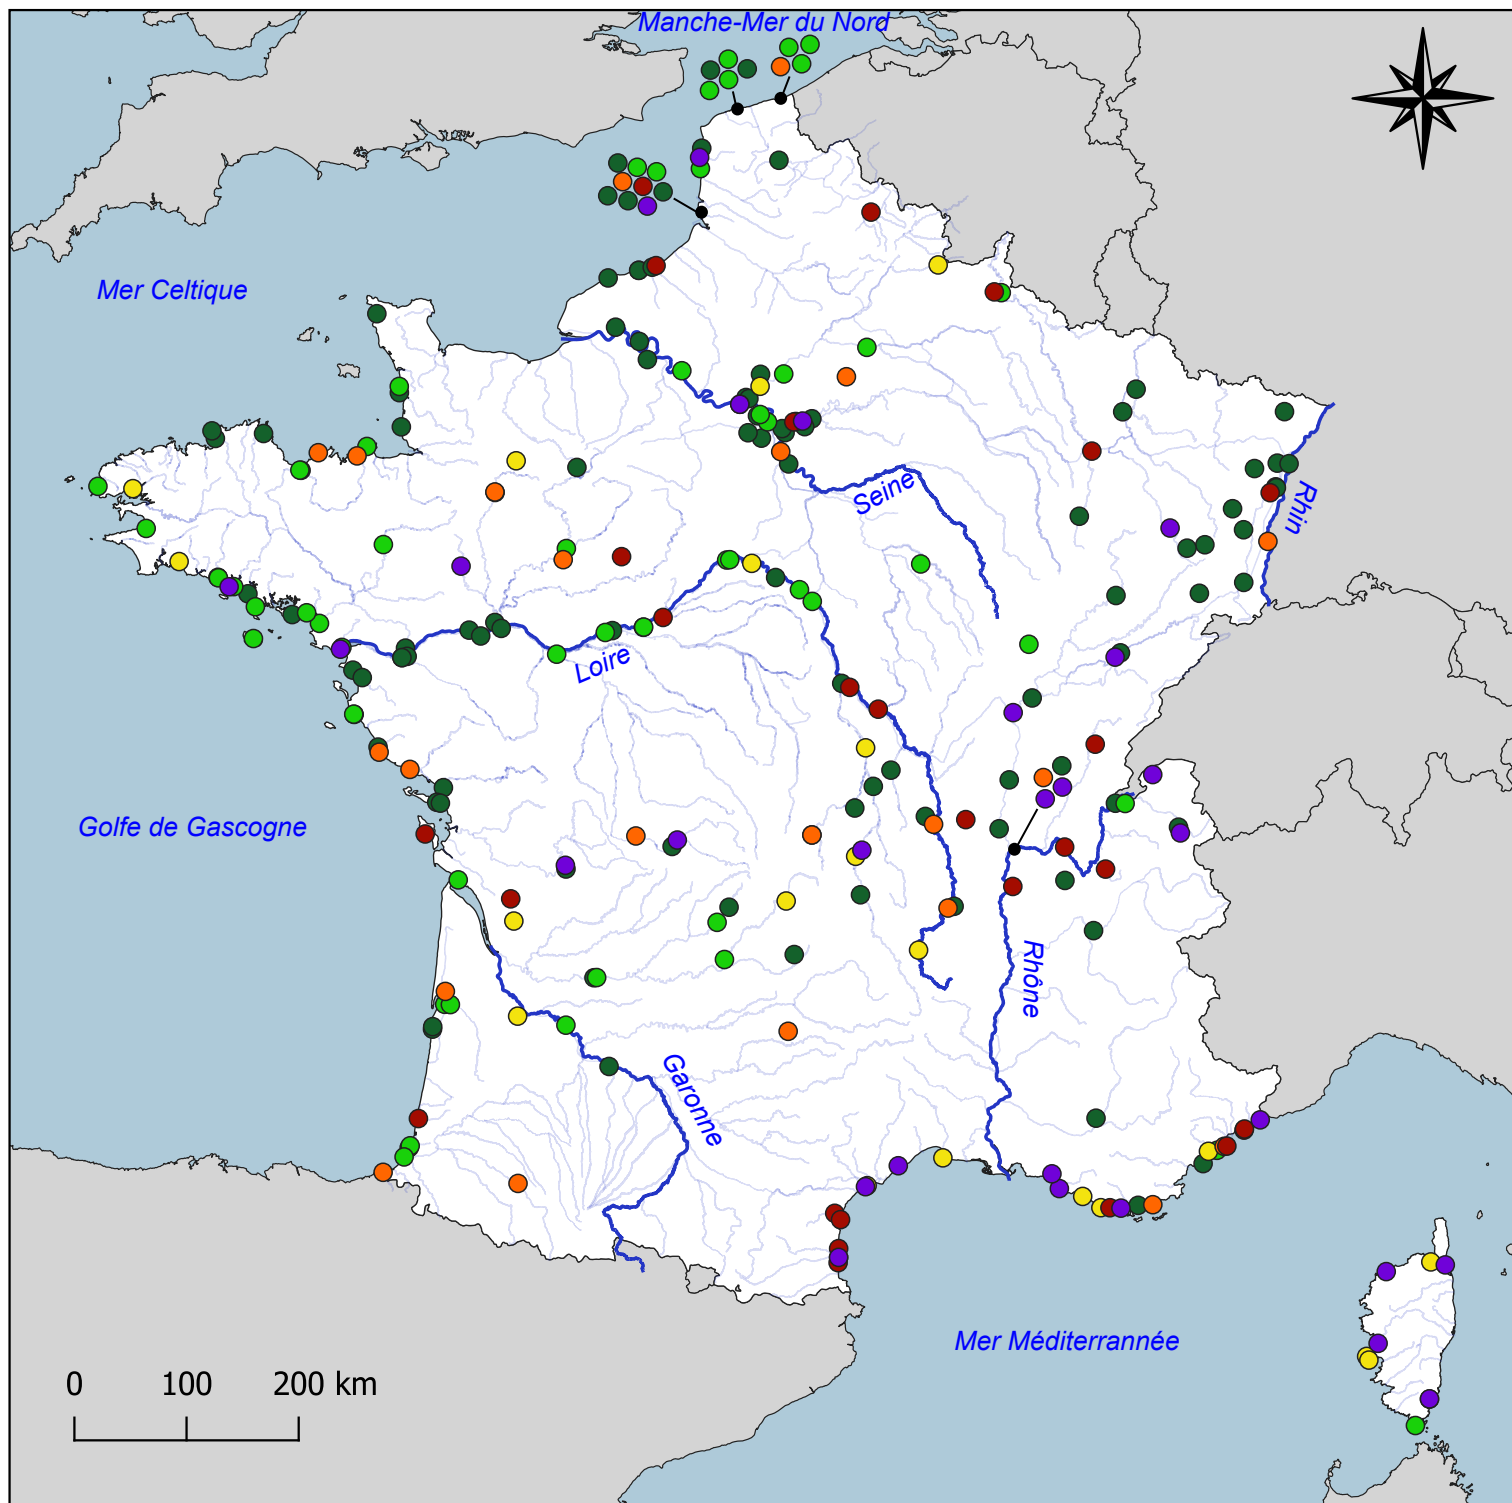 Manche-Mer du Nord
Mer Celtique
Seine
Rhin
Loire
Golfe de Gascogne
Rhône
Garonne
Mer Méditerrannée
0 100 200 km